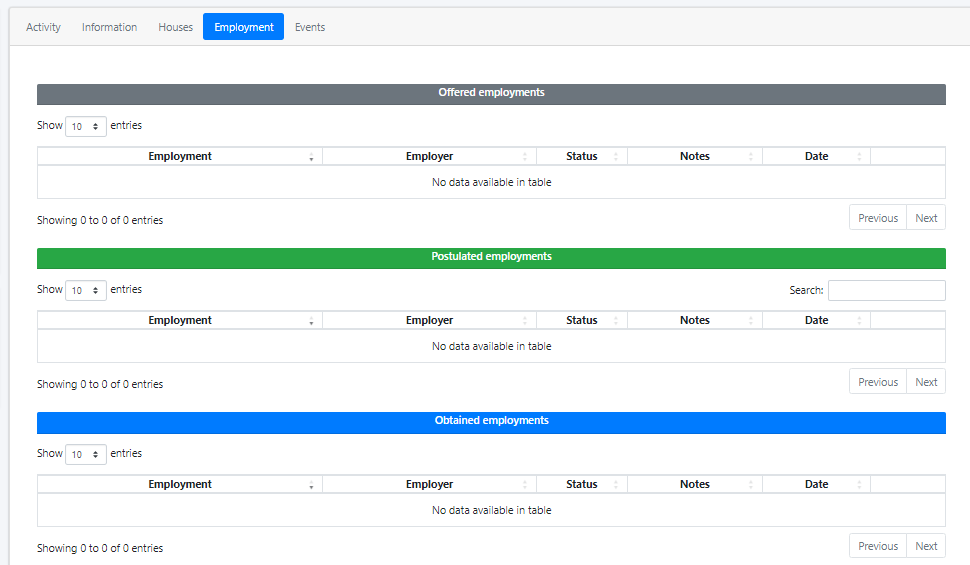 Activity Information Houses Employment Events
Offered employments
Show 10 entries
Employment Employer Status Notes Date
No data available in table
Showing 0 to 0 of 0 entries Previous Next
Postulated employments
Show 10 entries Search:
Employment Employer Status Notes Date
No data available in table
Showing 0 to 0 of 0 entries Previous Next
Obtained employments
Show 10 entries
Employment Employer Status Notes Date
No data available in table
Showing 0 to 0 of 0 entries Previous Next